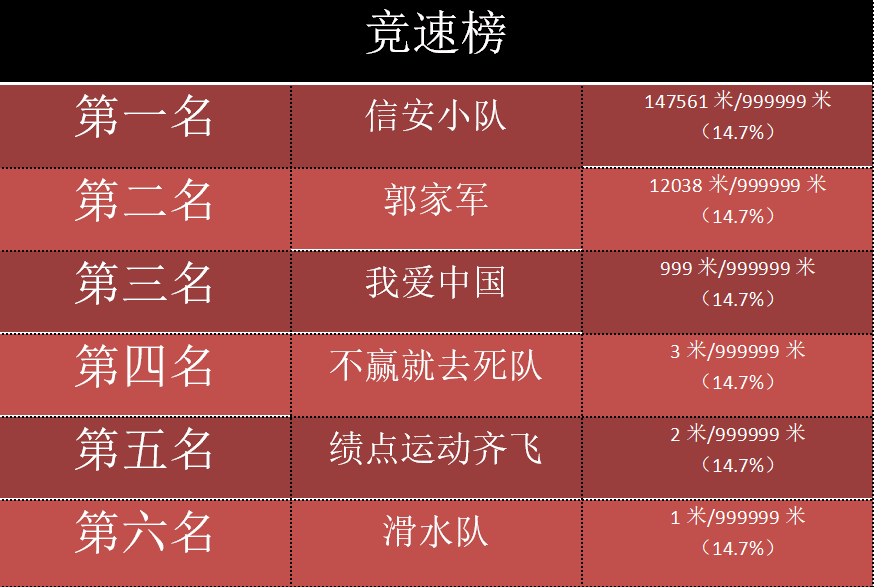 竞速榜
第一名 信安小队 147561 米/999999 米
（14.7%）
第二名 郭家军 12038 米/999999 米
（14.7%）
第三名 我爱中国 999 米/999999 米
（14.7%）
第四名 不赢就去死队 3 米/999999 米
（14.7%）
第五名 绩点运动齐飞 2 米/999999 米
（14.7%）
第六名 滑水队 1 米/999999 米
（14.7%）